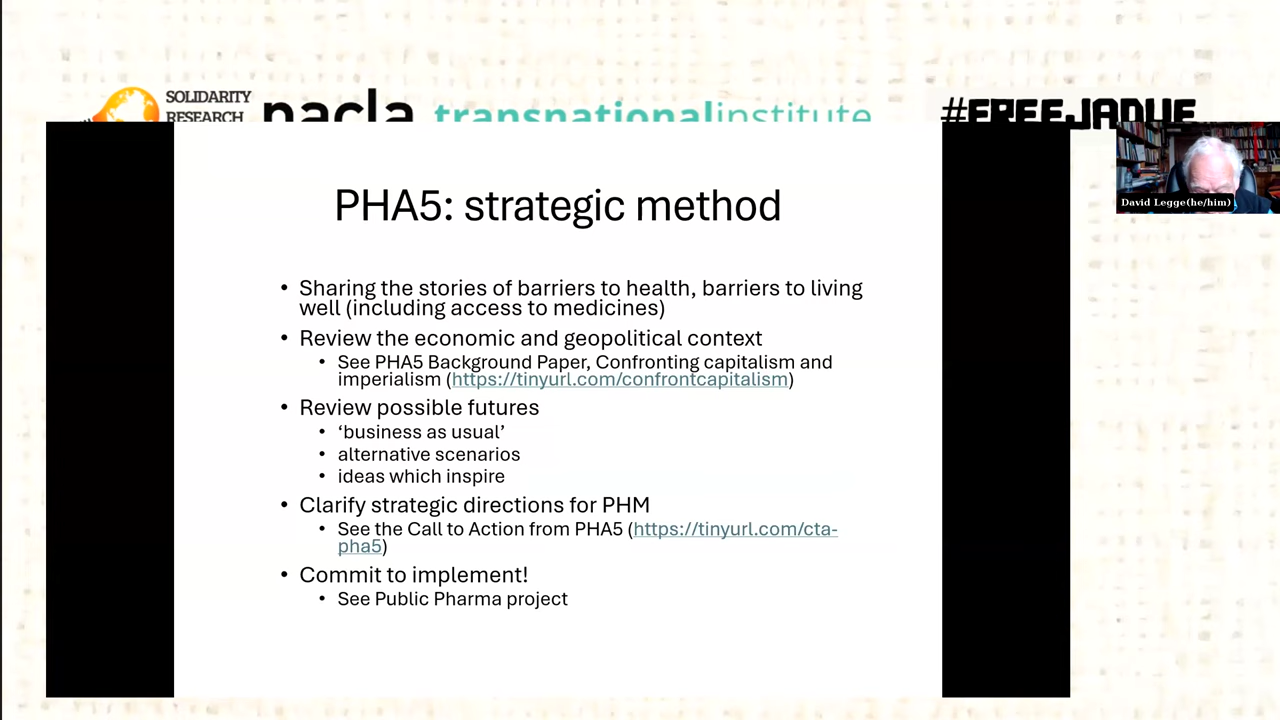 SOLIDARITY
RESEARCH
nacla
transnationalinstitute
#FREEJADUE
David Legge(he/him)
PHA5: strategic method
• Sharing the stories of barriers to health, barriers to living
well (including access to medicines)
• Review the economic and geopolitical context
• See PHA5 Background Paper, Confronting capitalism and
imperialism (https://tinyurl.com/confrontcapitalism)
• Review possible futures
• ‘business as usual’
• alternative scenarios
• ideas which inspire
• Clarify strategic directions for PHM
• See the Call to Action from PHA5 (https://tinyurl.com/cta-
pha5)
• Commit to implement!
• See Public Pharma project